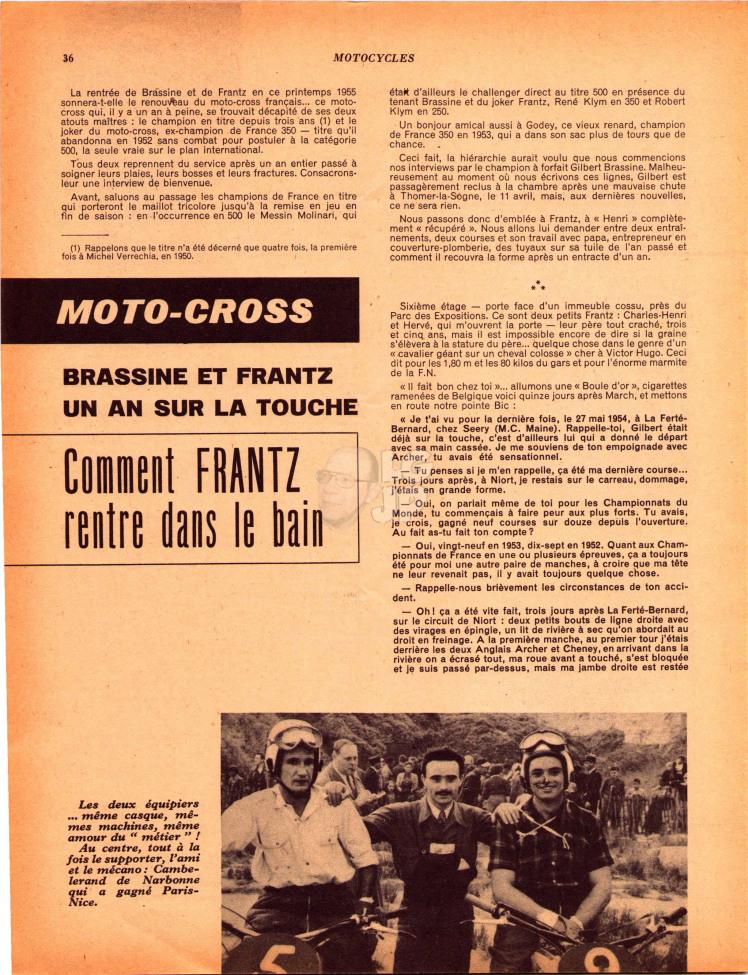 36
MOTOCYCLES
La rentrée de Brassine et de Frantz en ce printemps 1955
sonnera-t-elle le renouveau du moto-cross français... ce moto-
cross qui, il y a un an à peine, se trouvait décapité de ses deux
atouts maîtres : le champion en titre depuis trois ans (1) et le
joker du moto-cross, ex-champion de France 350 — titre qu'il
abandonna en 1952 sans combat pour postuler à la catégorie
500, la seule vraie sur le plan international.
Tous deux reprennent du service après un an entier passé à
soigner leurs plaies, leurs bosses et leurs fractures. Consacrons-
leur une interview de bienvenue.
Avant, saluons au passage les champions de France en titre
qui porteront le maillot tricolore jusqu'à la remise en jeu en
fin de saison : en l'occurrence en 500 le Messin Molinari, qui
(1) Rappelons que le titre n'a été décerné que quatre fois, la première
fois à Michel Verrechia, en 1950.
MOTO-CROSS
BRASSINE ET FRANTZ
UN AN SUR LA TOUCHE
Comment FRANTZ
rentre dans le bain
était d'ailleurs le challenger direct au titre 500 en présence du
tenant Brassine et du joker Frantz, René Klym en 350 et Robert
Klym en 250.
Un bonjour amical aussi à Godey, ce vieux renard, champion
de France 350 en 1953, qui a dans son sac plus de tours que de
chance.
Ceci fait, la hiérarchie aurait voulu que nous commencions
nos interviews par le champion à forfait Gilbert Brassine. Malheu-
reusement au moment où nous écrivons ces lignes, Gilbert est
passagèrement reclus à la chambre après une mauvaise chute
à Thomer-la-Sögne, le 11 avril, mais, aux dernières nouvelles,
ce ne sera rien.
Nous passons donc d'emblée à Frantz, à « Henri » complète-
ment « récupéré ». Nous allons lui demander entre deux entraî-
nements, deux courses et son travail avec papa, entrepreneur en
couverture-plomberie, des tuyaux sur sa tuile de l'an passé et
comment il recouvra la forme après un entracte d'un an.
* * *
Sixième étage — porte face d'un immeuble cossu, près du
Parc des Expositions. Ce sont deux petits Frantz : Charles-Henri
et Hervé, qui m'ouvrent la porte — leur père tout craché, trois
et cinq ans, mais il est impossible encore de dire si la graine
s'élèvera à la stature du père... quelque chose dans le genre d'un
« cavalier géant sur un cheval colosse » cher à Victor Hugo. Ceci
dit pour les 1,80 m et les 80 kilos du gars et pour l'énorme marmite
de la F.N.
« Il fait bon chez toi »... allumons une « Boule d'or », cigarettes
ramenées de Belgique voici quinze jours après March, et mettons
en route notre pointe Bic :
« Je t'ai vu pour la dernière fois, le 27 mai 1954, à La Ferté-
Bernard, chez Seery (M.C. Maine). Rappelle-toi, Gilbert était
déjà sur la touche, c'est d'ailleurs lui qui a donné le départ
avec sa main cassée. Je me souviens de ton empoignade avec
Archer, tu avais été sensationnel.
— Tu penses si je m'en rappelle, ça été ma dernière course...
Trois jours après, à Niort, je restais sur le carreau, dommage,
j'étais en grande forme.
— Oui, on parlait même de toi pour les Championnats du
Monde, tu commençais à faire peur aux plus forts. Tu avais,
je crois, gagné neuf courses sur douze depuis l'ouverture.
Au fait as-tu fait ton compte ?
— Oui, vingt-neuf en 1953, dix-sept en 1952. Quant aux Cham-
pionnats de France en une ou plusieurs épreuves, ça a toujours
été pour moi une autre paire de manches, à croire que ma tête
ne leur revenait pas, il y avait toujours quelque chose.
— Rappelle-nous brièvement les circonstances de ton acci-
dent.
— Oh ! ça a été vite fait, trois jours après La Ferté-Bernard,
sur le circuit de Niort : deux petits bouts de ligne droite avec
des virages en épingle, un lit de rivière à sec qu'on abordait au
droit en freinage. A la première manche, au premier tour j'étais
derrière les deux Anglais Archer et Cheney, en arrivant dans la
rivière on a écrasé tout, ma roue avant a touché, s'est bloquée
et je suis passé par-dessus, mais ma jambe droite est restée
Les deux équipiers
... même casque, mê-
mes machines, même
amour du " métier " !
Au centre, tout à la
fois le supporter, l'ami
et le mécano : Cambe-
lerand de Narbonne
qui a gagné Paris-
Nice.
5
9